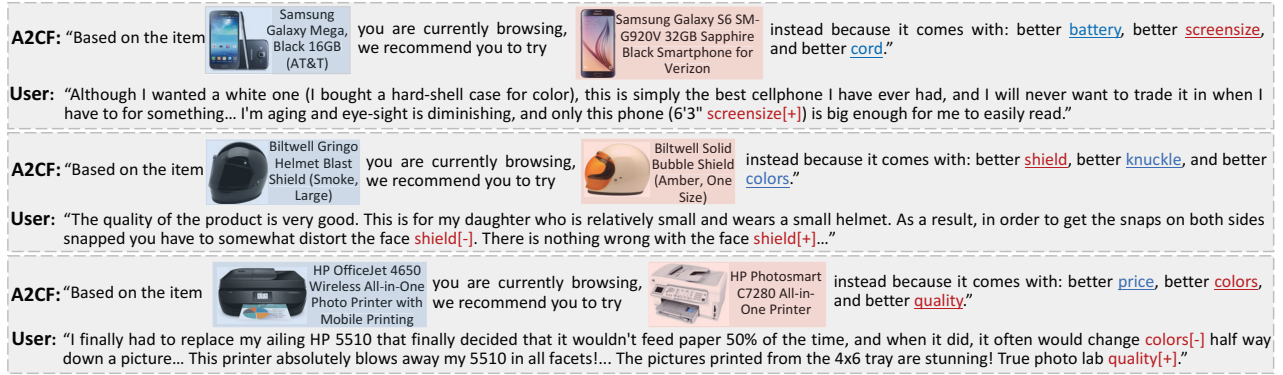 A2CF: "Based on the item Samsung Galaxy Mega, Black 16GB (AT&T) you are currently browsing, we recommend you to try Samsung Galaxy S6 SM-G920V 32GB Sapphire Black Smartphone for Verizon instead because it comes with: better battery, better screensize, and better cord."
User: "Although I wanted a white one (I bought a hard-shell case for color), this is simply the best cellphone I have ever had, and I will never want to trade it in when I
have to for something... I'm aging and eye-sight is diminishing, and only this phone (6'3" screensize[+]) is big enough for me to easily read."
A2CF: "Based on the item Biltwell Gringo Helmet Blast Shield (Smoke, Large) you are currently browsing, we recommend you to try Biltwell Solid Bubble Shield (Amber, One Size) instead because it comes with: better shield, better knuckle, and better colors."
User: "The quality of the product is very good. This is for my daughter who is relatively small and wears a small helmet. As a result, in order to get the snaps on both sides
snapped you have to somewhat distort the face shield[-]. There is nothing wrong with the face shield[+]..."
A2CF: "Based on the item HP OfficeJet 4650 Wireless All-in-One Photo Printer with Mobile Printing you are currently browsing, we recommend you to try HP Photosmart C7280 All-in-One Printer instead because it comes with: better price, better colors, and better quality."
User: "I finally had to replace my ailing HP 5510 that finally decided that it wouldn't feed paper 50% of the time, and when it did, it often would change colors[-] half way
down a picture... This printer absolutely blows away my 5510 in all facets!... The pictures printed from the 4x6 tray are stunning! True photo lab quality[+]."